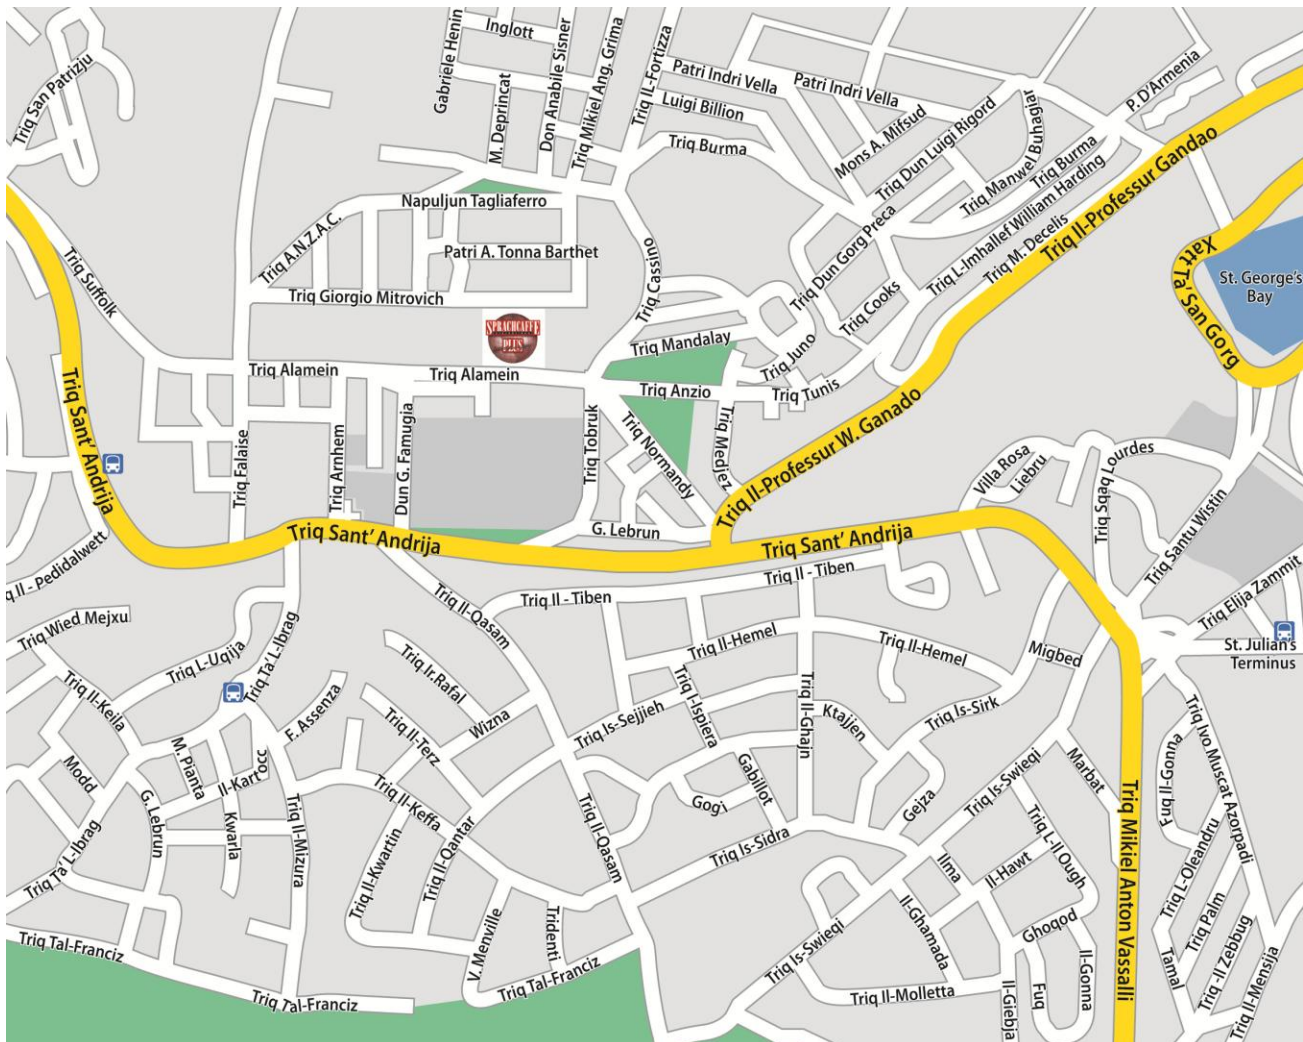 Inglott
Gabriele Henin
Don Anabile Sisner
Triq Mikiel Ang. Grima
Triq IL-Fortizza
M. Deprincat
Triq San Patrizju
Patri Indri Vella
Patri Indri Vella
Luigi Billion
Mons A. Mifsud
Triq Dun Luigi Rigord
Triq Manwel Buhagiar
P. D'Armenia
Triq Burma
Triq Burma
Triq L-Imhallef William Harding
Triq M. Decelis
Triq Il-Professur Gandao
Napuljun Tagliaferro
Triq A.N.Z.A.C.
Patri A. Tonna Barthet
Triq Giorgio Mitrovich
Triq Cassino
Triq Dun Gorg Preca
Triq Cooks
Triq Suffolk
Xatt Ta' San Gorg
St. George's
Bay
SPRACHCAFFE
PLUS
Triq Mandalay
Triq Juno
Triq Alamein
Triq Alamein
Triq Anzio
Triq Tunis
Triq Sant' Andrija
Triq Falaise
Triq Arnhem
Dun G. Famugia
Triq Tobruk
Triq Normandy
Triq Medjez
Triq Il-Professur W. Ganado
Villa Rosa
Liebru
Triq Sqaq Lourdes
Triq Santu Wistin
Triq Sant' Andrija
G. Lebrun
Triq Sant' Andrija
q Il - Pedidalwett
Triq Wied Mejxu
Triq Il-Qasam
Triq Il - Tiben
Triq Il - Tiben
Triq Elija Zammit
St. Julian's
Terminus
Triq L-Uqija
Triq Ta' L-Ibrag
Triq Ir.Rafal
Triq Il-Hemel
Triq Il-Hemel
Migbed
Triq Il-Keila
F. Assenza
Triq Il-Terz
Wizna
Triq Is-Sejjieh
Triq I-Ispiera
Triq Il-Ghajn
Ktajjen
Triq Is-Sirk
Triq Ivo Muscat Azorpadi
Modd
M. Pianta
Il-Kart
occ
G. Lebrun
Kwarla
Triq Il-Mizura
Triq Il-Keffa
Gogi
Gabillot
Gejza
Triq Is-Swieqi
Marbat
Fuq Il-Gonna
Triq Mikiel Anton Vassalli
Triq Ta' L-Ibrag
Triq Il-Kwartin
Triq Il-Qantar
Triq Il-Qasam
Triq Is-Sidra
Ilma
Il-Hawt
Triq L-Il Ough
Triq L-Oleandru
Triq Palm
Triq - Il Zebbug
Triq Tal-Franciz
Triq Tal-Franciz
V. Menville
Tridenti
Triq Tal-Franciz
Triq Is-Swieqi
Il-Ghamada
Triq Il-Molletta
Ghoqod
Il-Giebja
Fuq
Il-Gonna
Tamal
Triq Il-Mensija